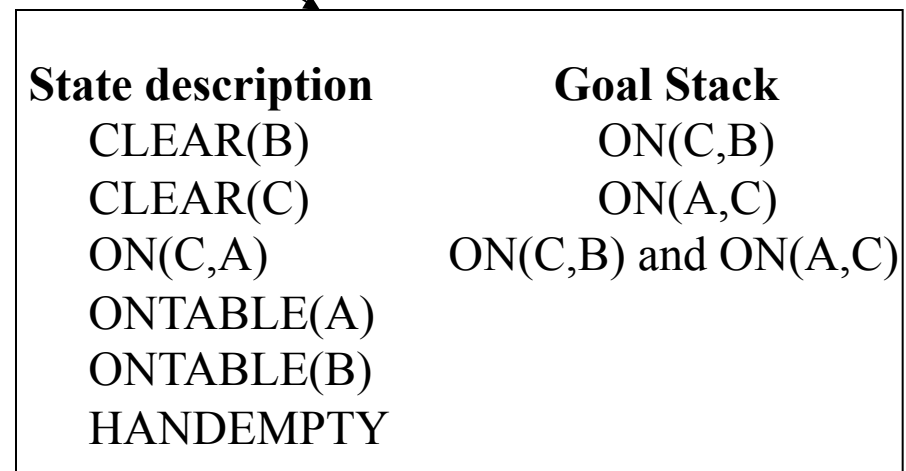 State description Goal Stack
CLEAR(B) ON(C,B)
CLEAR(C) ON(A,C)
ON(C,A) ON(C,B) and ON(A,C)
ONTABLE(A)
ONTABLE(B)
HANDEMPTY